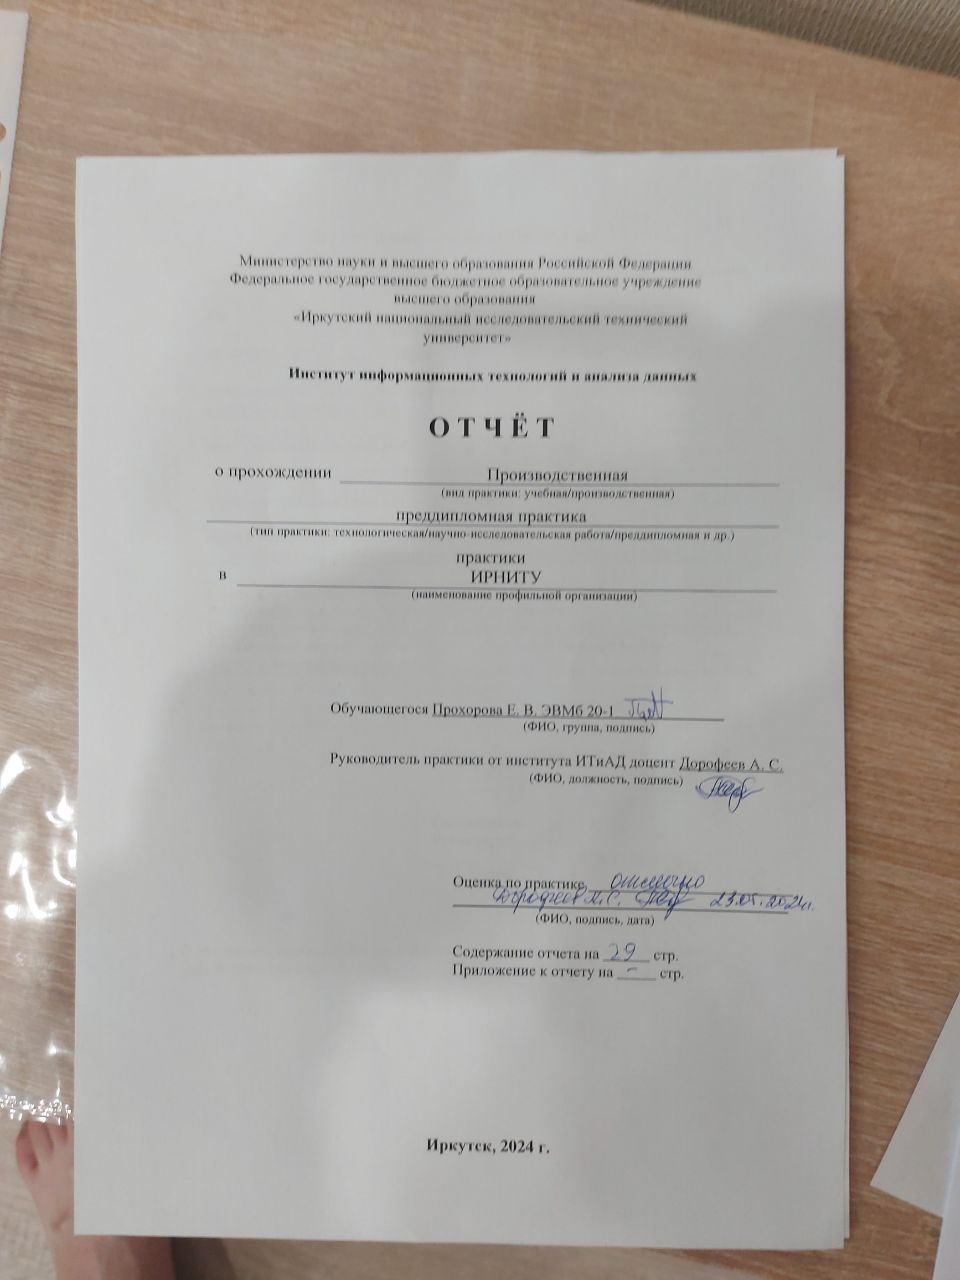 Министерство науки и высшего образования Российской Федерации
Федеральное государственное бюджетное образовательное учреждение
высшего образования
«Иркутский национальный исследовательский технический
университет»
Институт информационных технологий и анализа данных
ОТЧЁТ
о прохождении Производственная
(вид практики: учебная/производственная)
преддипломная практика
(тип практики: технологическая/научно-исследовательская работа/преддипломная и др.)
практики
в ИРНИТУ
(наименование профильной организации)
Обучающегося Прохорова Е. В. ЭВМб 20-1
(ФИО, группа, подпись)
Руководитель практики от института ИТиАД доцент Дорофеев А. С.
(ФИО, должность, подпись)
Оценка по практике отлично
Дорофеев А.С. 23.05.2024г.
(ФИО, подпись, дата)
Содержание отчета на 29 стр.
Приложение к отчету на - стр.
Иркутск, 2024 г.